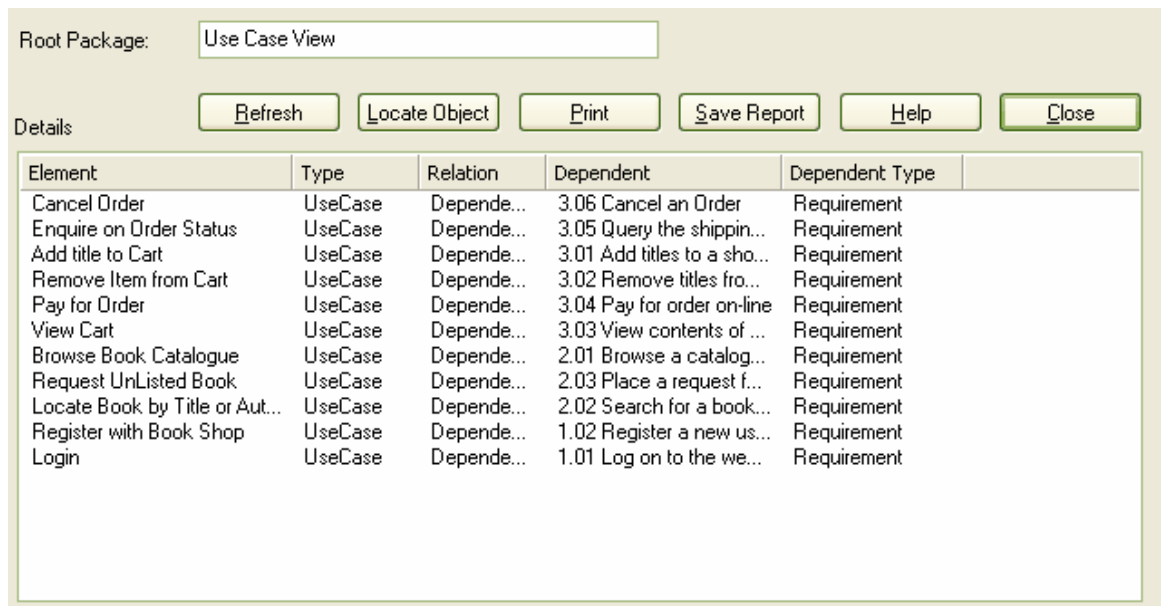 Root Package: Use Case View
Refresh Locate Object Print Save Report Help Close
Details
Element Type Relation Dependent Dependent Type
Cancel Order UseCase Depende... 3.06 Cancel an Order Requirement
Enquire on Order Status UseCase Depende... 3.05 Query the shippin... Requirement
Add title to Cart UseCase Depende... 3.01 Add titles to a sho... Requirement
Remove Item from Cart UseCase Depende... 3.02 Remove titles fro... Requirement
Pay for Order UseCase Depende... 3.04 Pay for order on-line Requirement
View Cart UseCase Depende... 3.03 View contents of ... Requirement
Browse Book Catalogue UseCase Depende... 2.01 Browse a catalog... Requirement
Request UnListed Book UseCase Depende... 2.03 Place a request f... Requirement
Locate Book by Title or Aut... UseCase Depende... 2.02 Search for a book... Requirement
Register with Book Shop UseCase Depende... 1.02 Register a new us... Requirement
Login UseCase Depende... 1.01 Log on to the we... Requirement